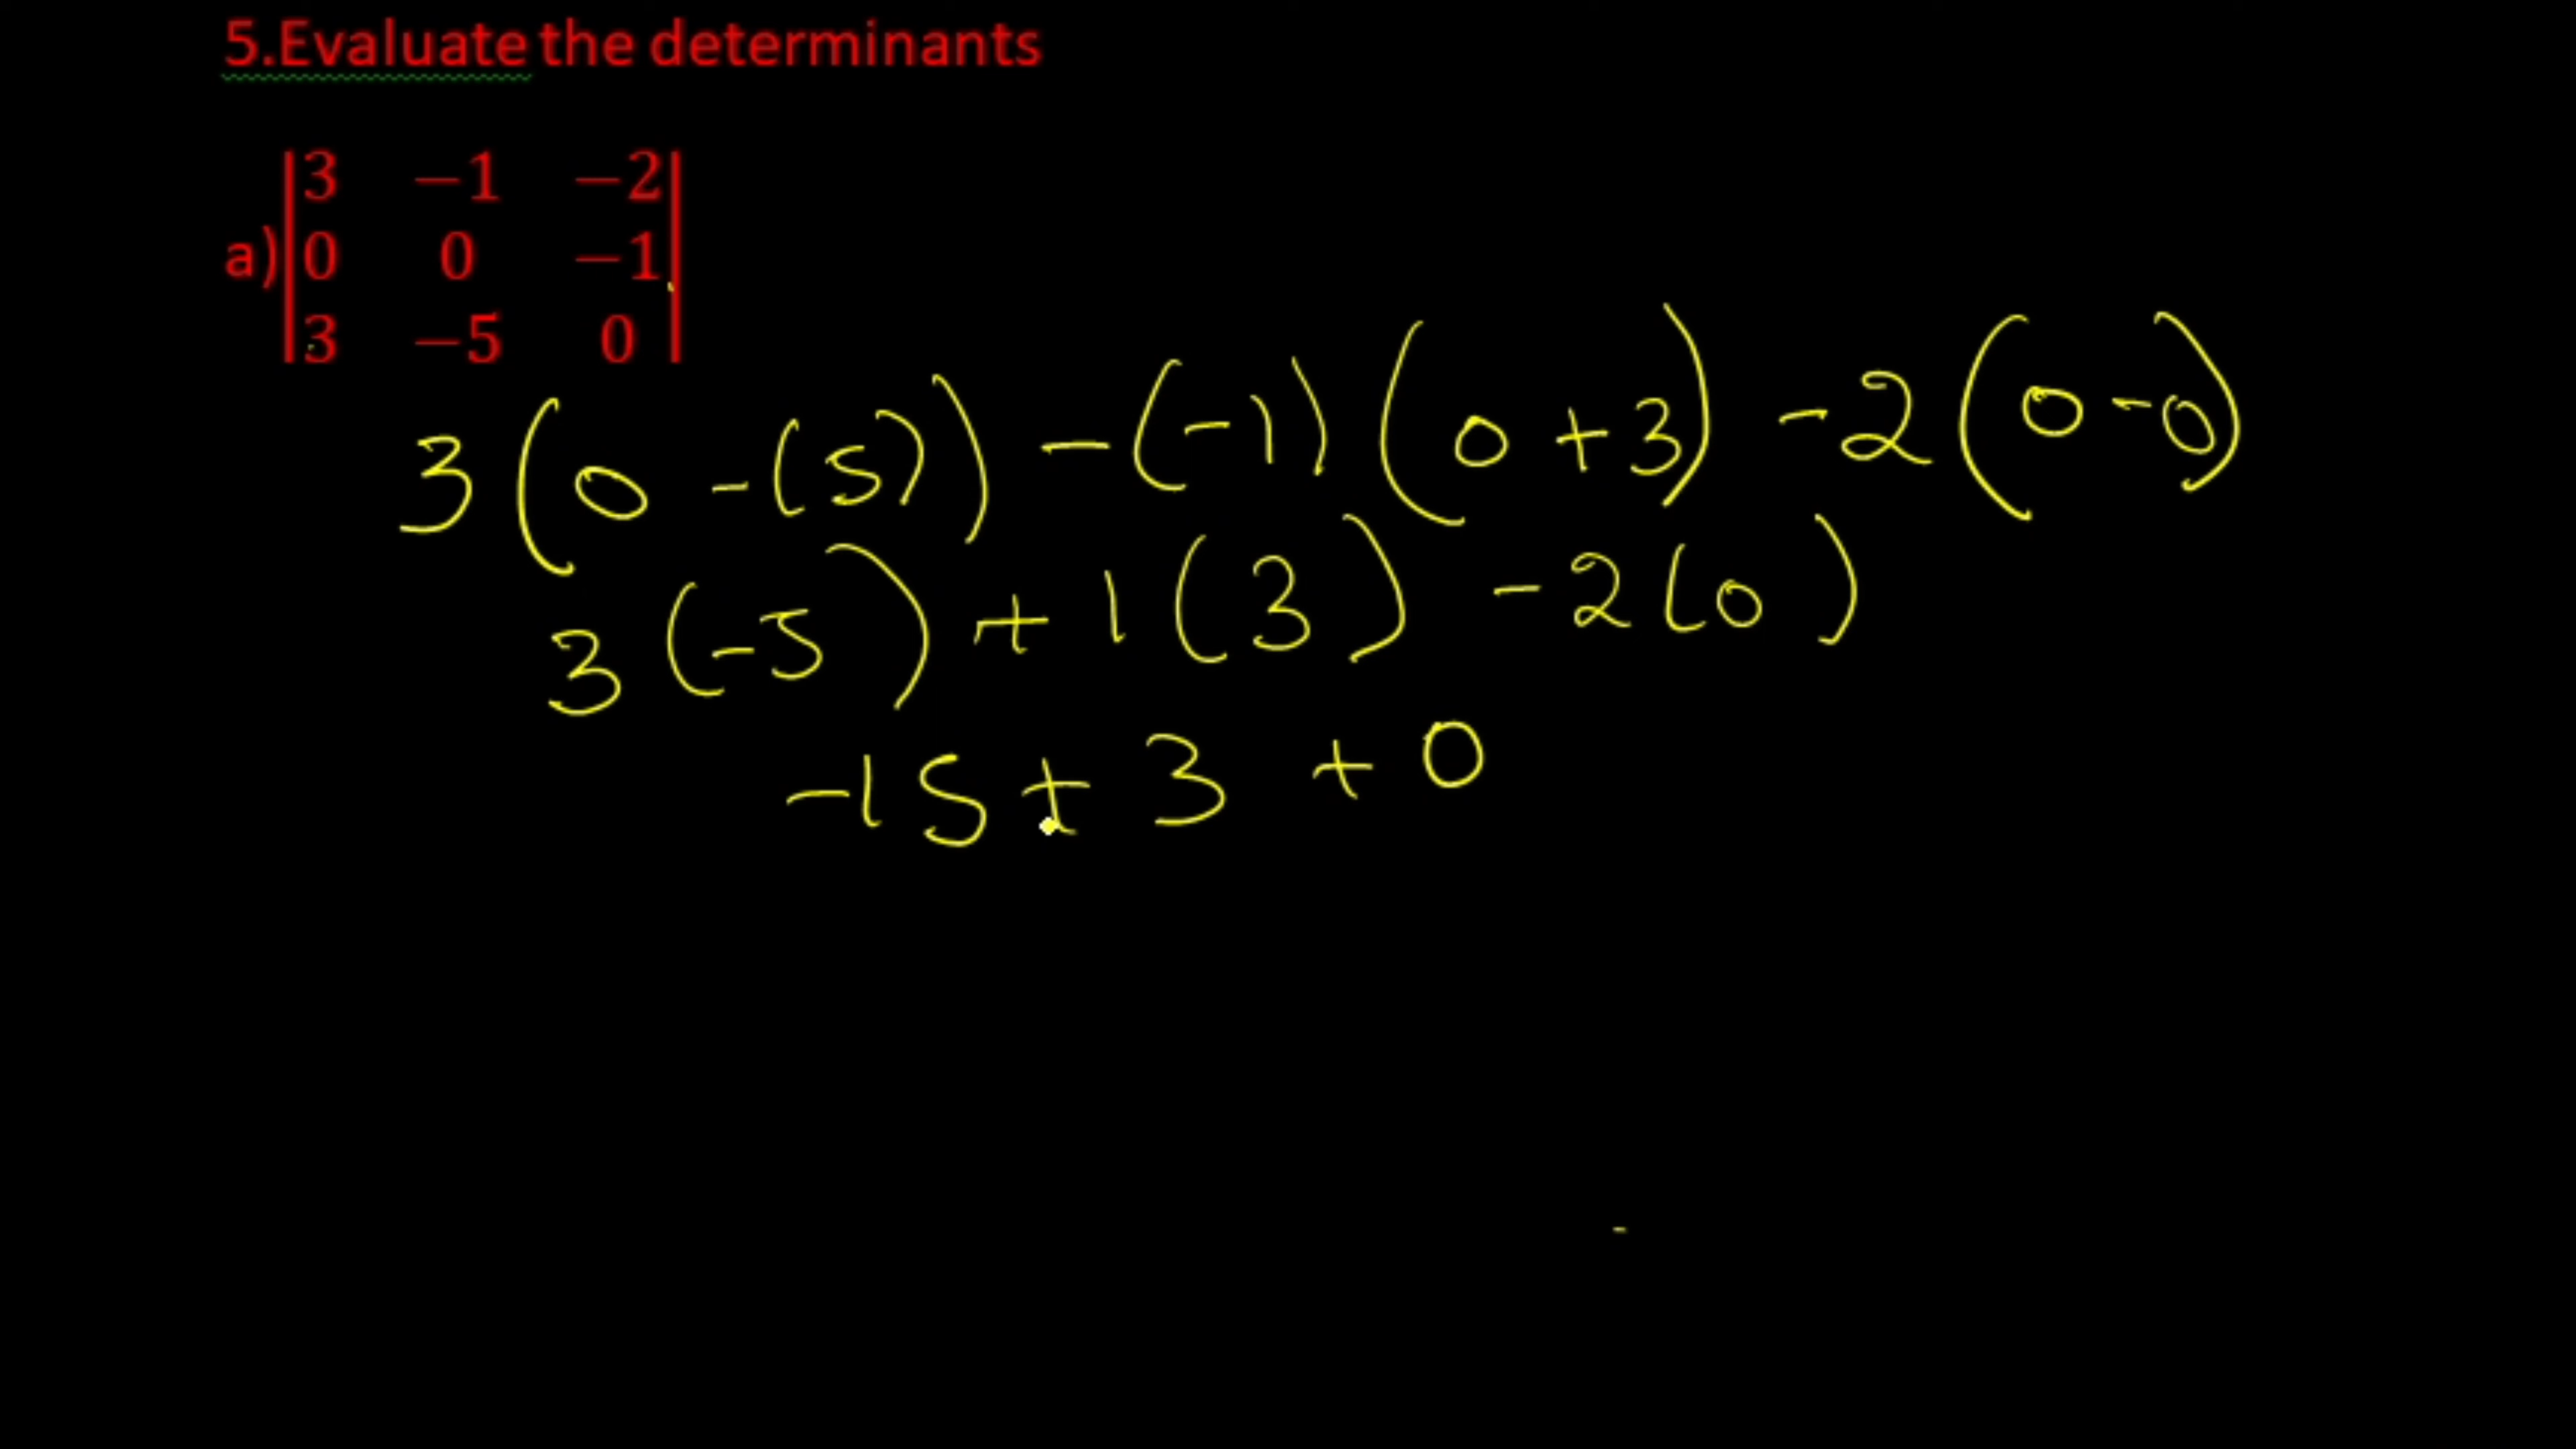 5.Evaluate the determinants
3 −1 −2
a) 0 0 −1
3 −5 0
3(0 -(5)) -(-1)(0 +3) -2(0 -0)
3(-5) + 1(3) -2(0)
-15 + 3 + 0